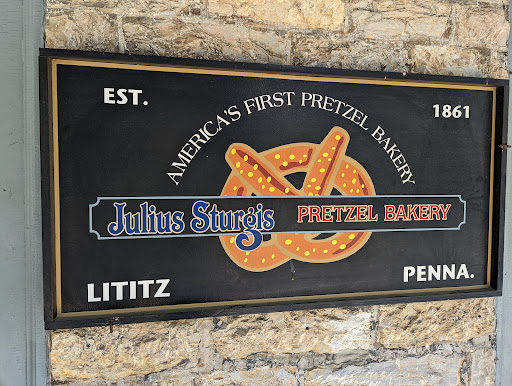 EST.
1861
AMERICA'S FIRST PRETZEL BAKERY
Julius Sturgis PRETZEL BAKERY
LITITZ
PENNA.